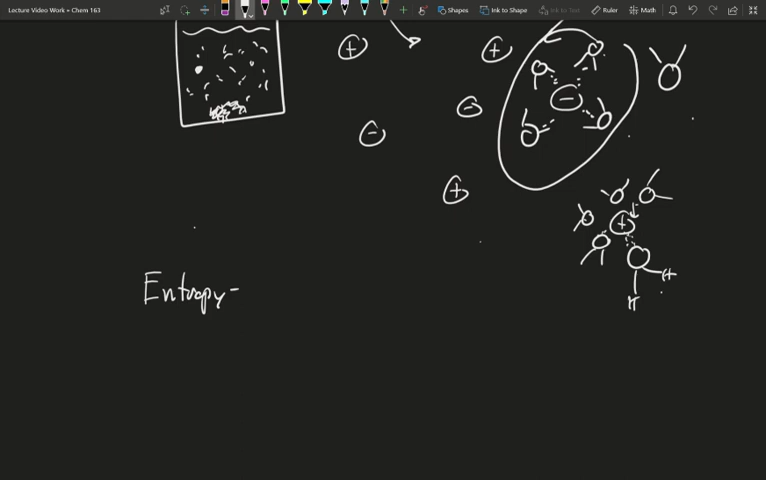 Lecture Video Work » Chem 163
Shapes
Ink to Shape
Ink to Text
Ruler
Math
+
+
−
−
−
+
+
H
H
Entropy-